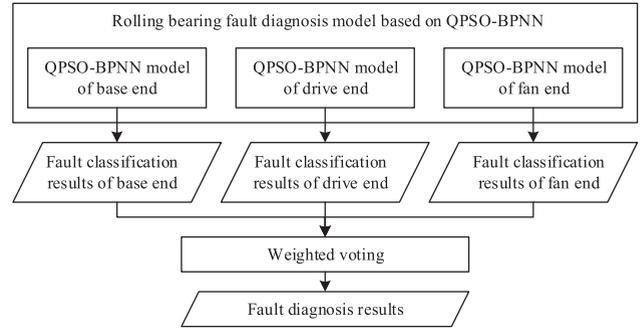 Rolling bearing fault diagnosis model based on QPSO-BPNN
QPSO-BPNN model
of base end
QPSO-BPNN model
of drive end
QPSO-BPNN model
of fan end
Fault classification
results of base end
Fault classification
results of drive end
Fault classification
results of fan end
Weighted voting
Fault diagnosis results